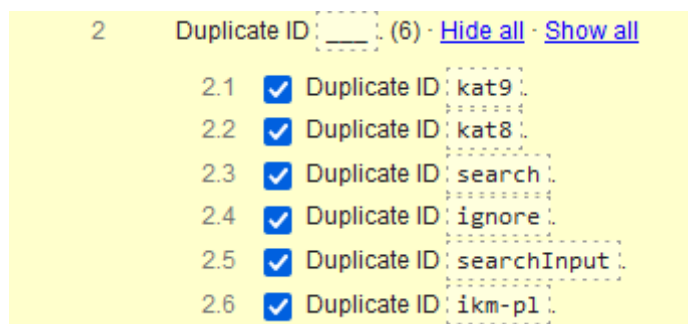 2 Duplicate ID ___. (6) · Hide all · Show all
2.1 Duplicate ID kat9.
2.2 Duplicate ID kat8.
2.3 Duplicate ID search.
2.4 Duplicate ID ignore.
2.5 Duplicate ID searchInput.
2.6 Duplicate ID ikm-pl.